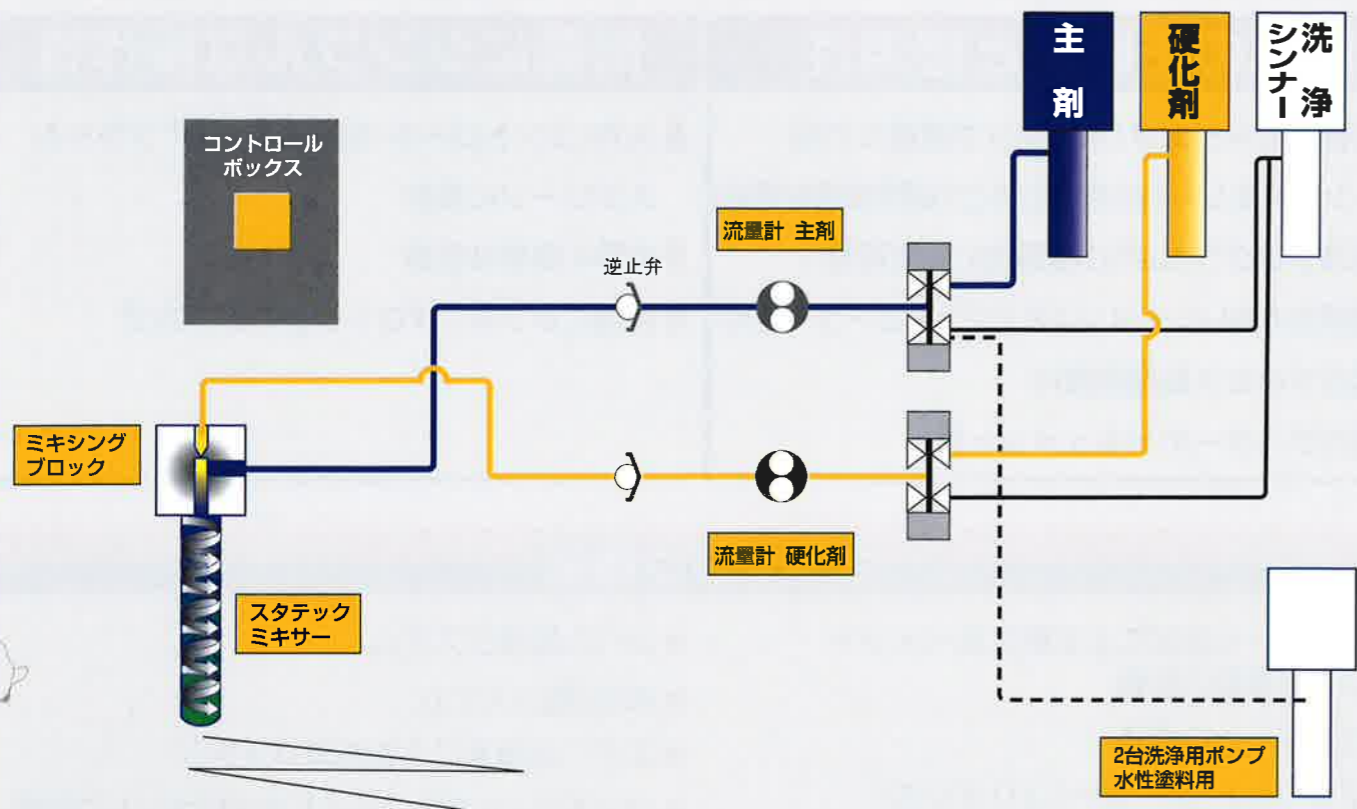 主剤
硬化剤
洗浄
シンナー
コントロール
ボックス
流量計 主剤
逆止弁
ミキシング
ブロック
流量計 硬化剤
スタテック
ミキサー
2台洗浄用ポンプ
水性塗料用